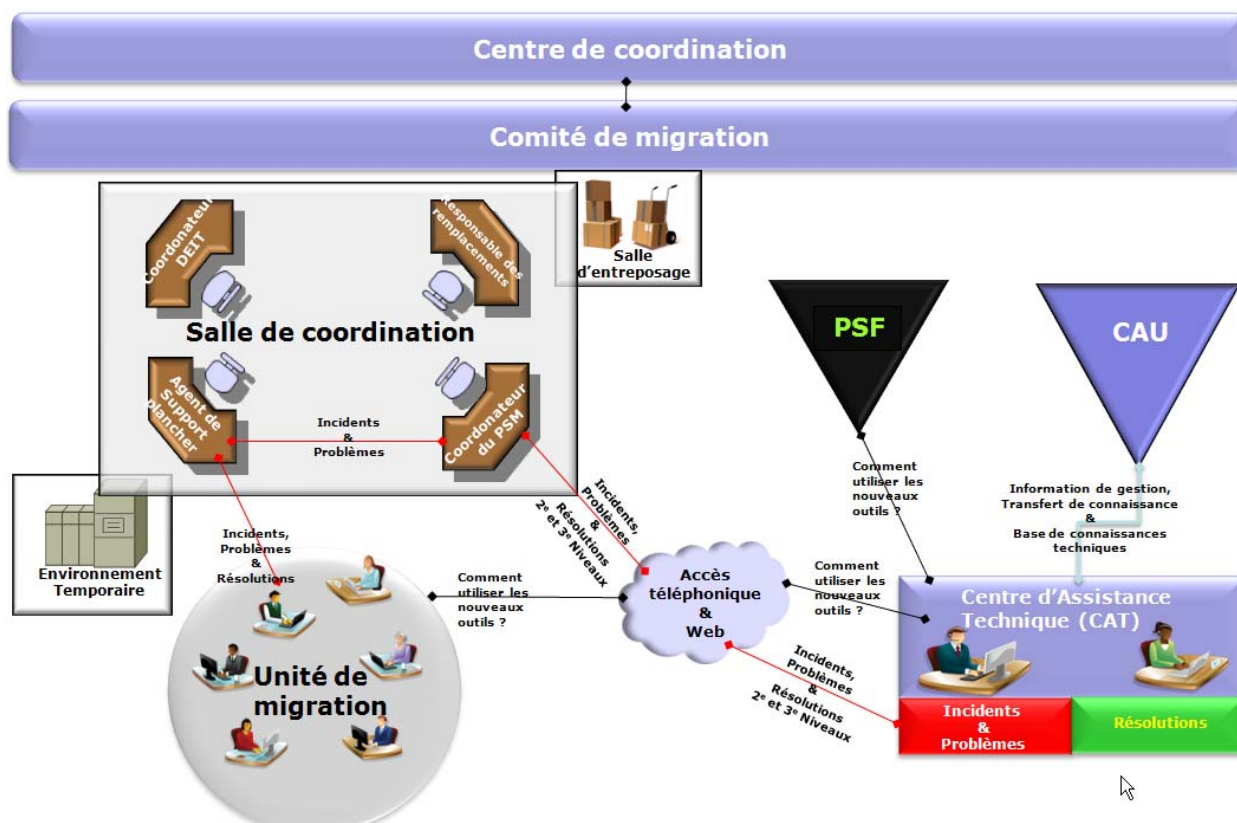 Centre de coordination
Comité de migration
Coordonateur
DEIT
Responsable des
remplacements
Salle
d'entreposage
Salle de coordination
PSF
CAU
Agent de
Support
plancher
Incidents
&
Problèmes
Coordonateur
du PSM
Comment
utiliser les
nouveaux
outils ?
Information de gestion,
Transfert de connaissance
&
Base de connaissances
techniques
Incidents,
Problèmes
&
Résolutions
2e et 3e Niveaux
Environnement
Temporaire
Incidents,
Problèmes
&
Résolutions
Comment
utiliser les
nouveaux
outils ?
Accès
téléphonique
&
Web
Comment
utiliser les
nouveaux
outils ?
Centre d'Assistance
Technique (CAT)
Unité de
migration
Incidents,
Problèmes
&
Résolutions
2e et 3e Niveaux
Incidents
&
Problèmes
Résolutions